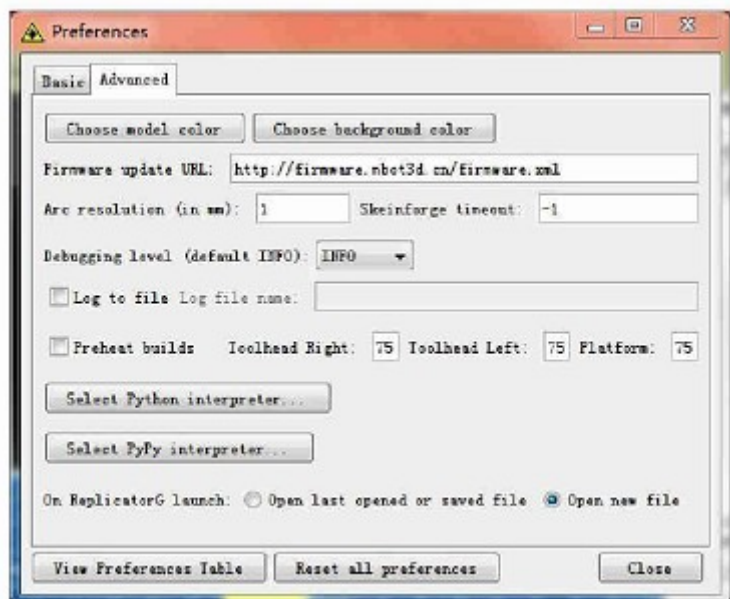 Preferences
Basic Advanced
Choose model color Choose background color
Firmware update URL: http://firmware.mbot3d.cn/firmware.xml
Arc resolution (in mm): 1 Skeinforge timeout: -1
Debugging level (default INFO): INFO
Log to file Log file name:
Preheat builds Toolhead Right: 75 Toolhead Left: 75 Platform: 75
Select Python interpreter...
Select PyPy interpreter...
On ReplicatorG launch: Open last opened or saved file Open new file
View Preferences Table Reset all preferences Close